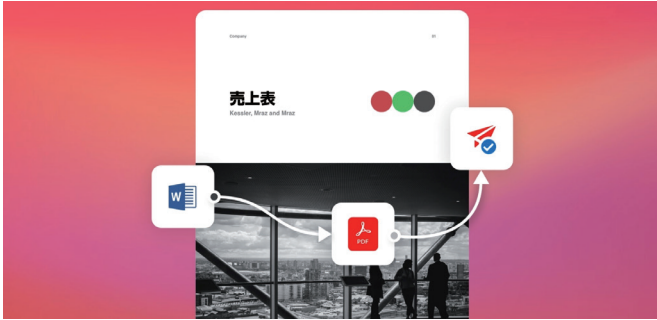 Company
売上表
Kessler, Mraz and Mraz
W
PDF